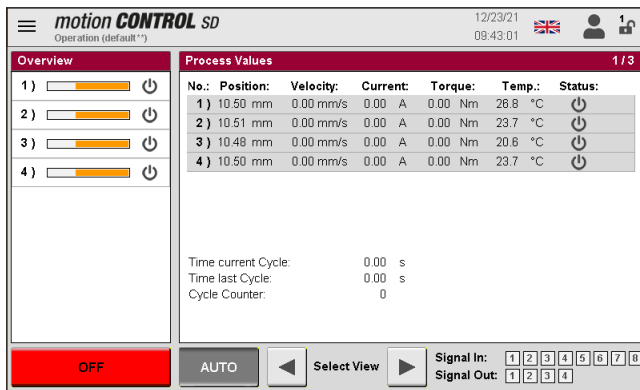 motion CONTROL SD
Operation (default**)
12/23/21
09:43:01
1
Overview
1 )
2 )
3 )
4 )
Process Values 1/3
No.: Position: Velocity: Current: Torque: Temp.: Status:
1 ) 10.50 mm 0.00 mm/s 0.00 A 0.00 Nm 26.8 °C
2 ) 10.51 mm 0.00 mm/s 0.00 A 0.00 Nm 23.7 °C
3 ) 10.48 mm 0.00 mm/s 0.00 A 0.00 Nm 20.6 °C
4 ) 10.50 mm 0.00 mm/s 0.00 A 0.00 Nm 23.7 °C
Time current Cycle: 0.00 s
Time last Cycle: 0.00 s
Cycle Counter: 0
OFF
AUTO
Select View
Signal In: 1 2 3 4 5 6 7 8
Signal Out: 1 2 3 4